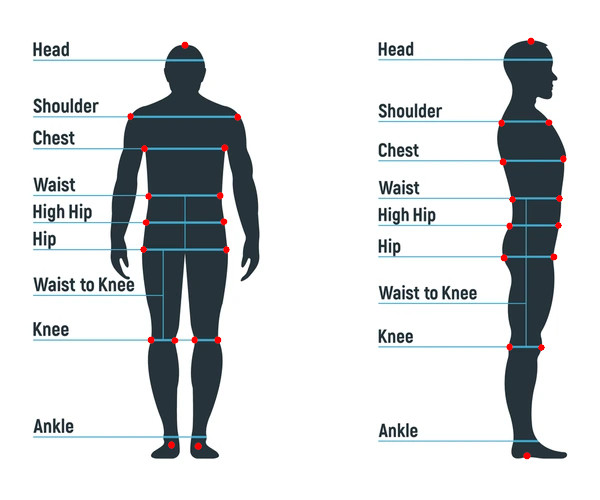 Head
Shoulder
Chest
Waist
High Hip
Hip
Waist to Knee
Knee
Ankle
Head
Shoulder
Chest
Waist
High Hip
Hip
Waist to Knee
Knee
Ankle